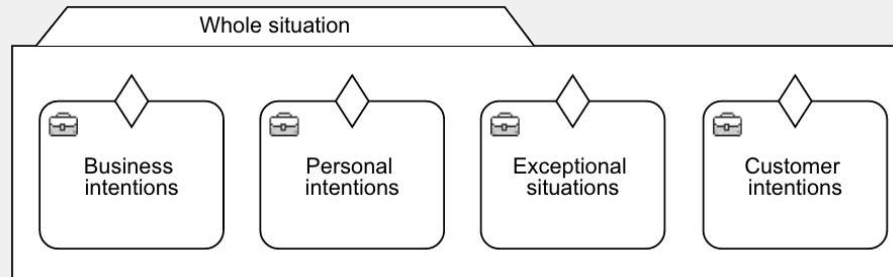 Whole situation
Business
intentions
Personal
intentions
Exceptional
situations
Customer
intentions